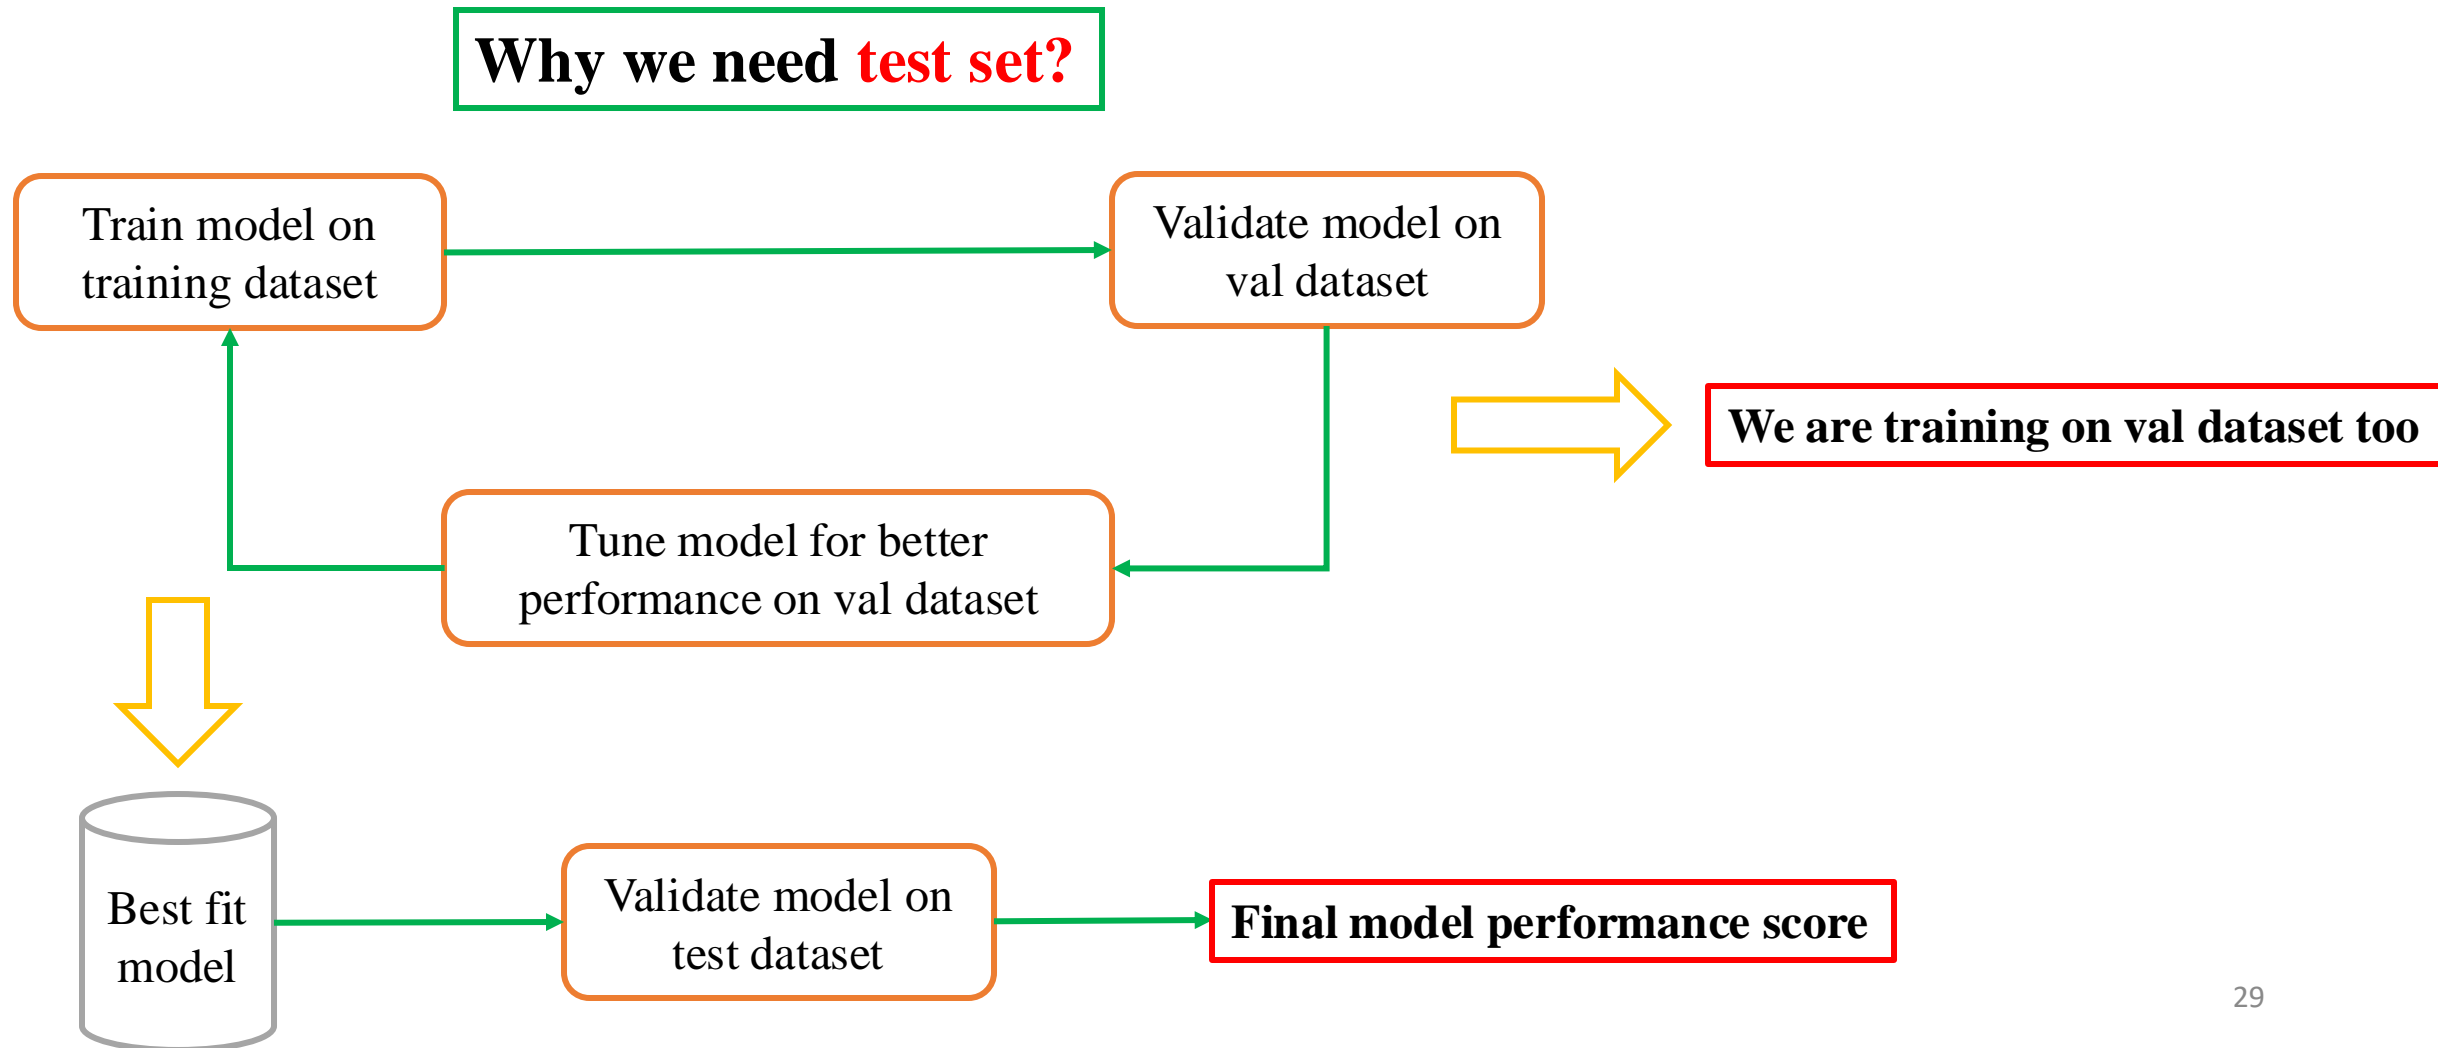 Why we need test set?
Train model on
training dataset
Validate model on
val dataset
We are training on val dataset too
Tune model for better
performance on val dataset
Best fit
model
Validate model on
test dataset
Final model performance score
29